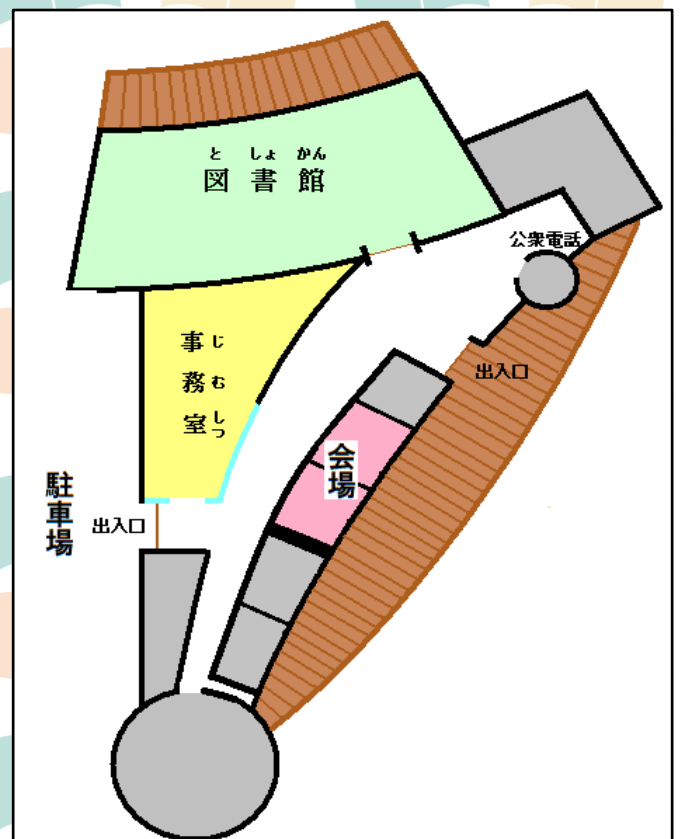 としょかん
図書館
公衆電話
事務室
じむしつ
出入口
会場
駐車場
出入口